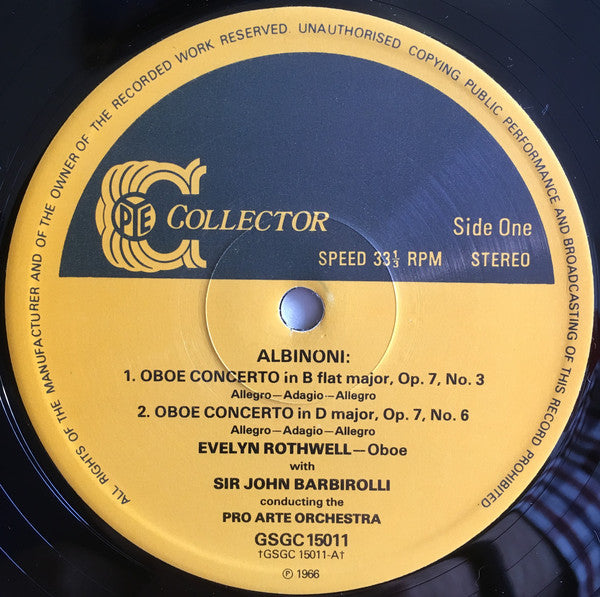 ALL RIGHTS OF THE MANUFACTURER AND OF THE OWNER OF THE RECORDED WORK RESERVED. UNAUTHORISED COPYING PUBLIC PERFORMANCE AND BROADCASTING OF THIS RECORD PROHIBITED
PYE COLLECTOR
Side One
SPEED 33⅓ RPM STEREO
ALBINONI:
1. OBOE CONCERTO in B flat major, Op. 7, No. 3
Allegro—Adagio—Allegro
2. OBOE CONCERTO in D major, Op. 7, No. 6
Allegro—Adagio—Allegro
EVELYN ROTHWELL—Oboe
with
SIR JOHN BARBIROLLI
conducting the
PRO ARTE ORCHESTRA
GSGC 15011
†GSGC 15011-A†
℗ 1966